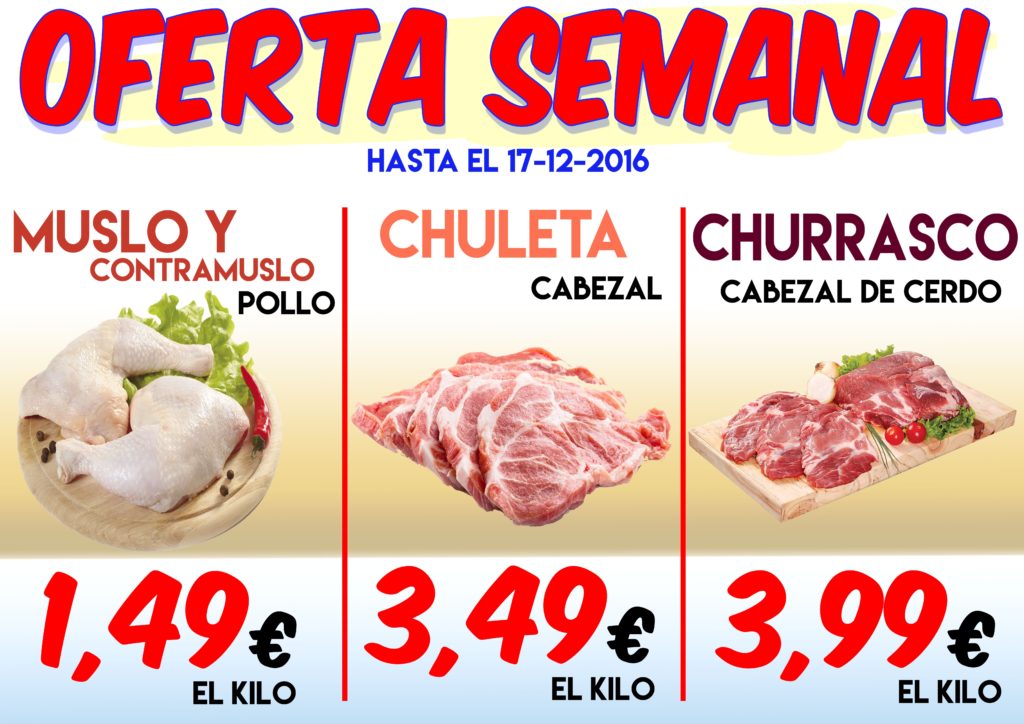 OFERTA SEMANAL
HASTA EL 17-12-2016
MUSLO Y
CONTRAMUSLO
POLLO
1,49€
EL KILO
CHULETA
CABEZAL
3,49€
EL KILO
CHURRASCO
CABEZAL DE CERDO
3,99€
EL KILO